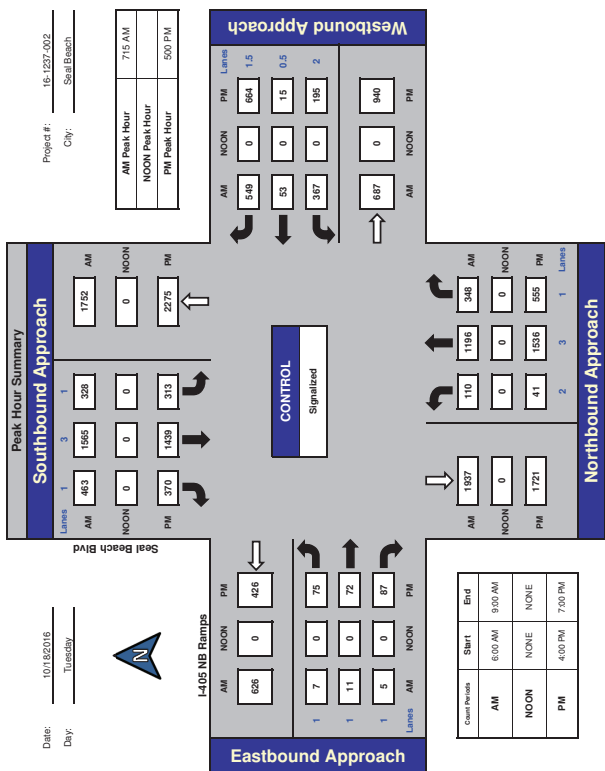 Project #: 16-1237-002
City: Seal Beach
AM Peak Hour 715 AM
NOON Peak Hour
PM Peak Hour 500 PM
Date: 10/18/2016
Day: Tuesday
N
Peak Hour Summary
Southbound Approach
Lanes 1 3 1
AM 463 1565 328 1752 AM
NOON 0 0 0 0 NOON
PM 370 1439 313 2275 PM
Seal Beach Blvd
I-405 NB Ramps
Westbound Approach
AM NOON PM Lanes
549 0 664 1.5
53 0 15 0.5
367 0 195 2
687 0 940
AM NOON PM
CONTROL
Signalized
AM NOON PM
626 0 426
7 0 75 1
11 0 72 1
5 0 87 1
Lanes AM NOON PM
Eastbound Approach
AM 1937 110 1196 348 AM
NOON 0 0 0 0 NOON
PM 1721 41 1536 555 PM
2 3 1 Lanes
Northbound Approach
Count Periods Start End
AM 6:00 AM 9:00 AM
NOON NONE NONE
PM 4:00 PM 7:00 PM